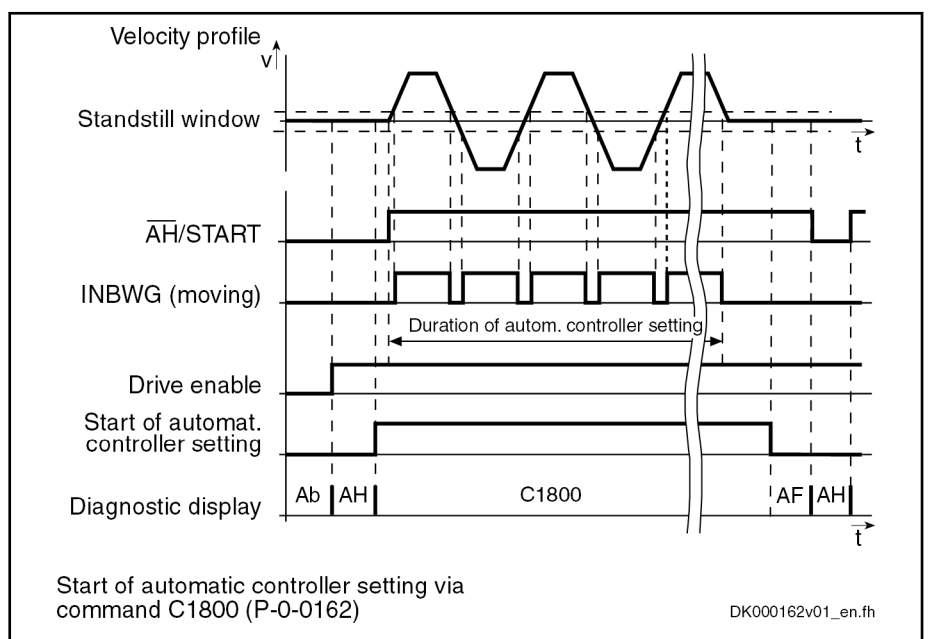 Velocity profile
v
Standstill window
t
A̅H̅/START
INBWG (moving)
Duration of autom. controller setting
Drive enable
Start of automat.
controller setting
Diagnostic display
Ab AH C1800 AF AH
t
Start of automatic controller setting via
command C1800 (P-0-0162)
DK000162v01_en.fh